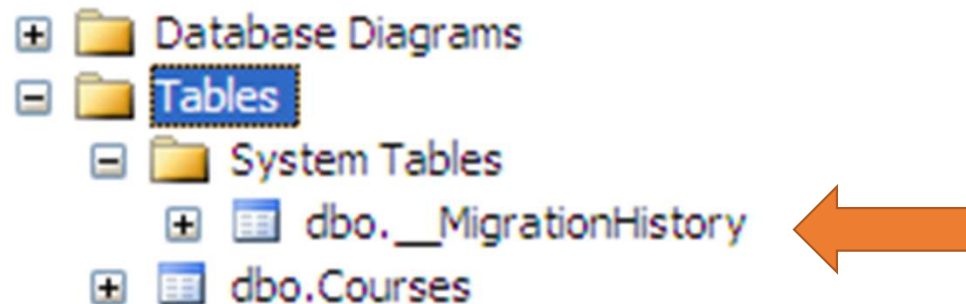 Database Diagrams
Tables
System Tables
dbo.__MigrationHistory
dbo.Courses